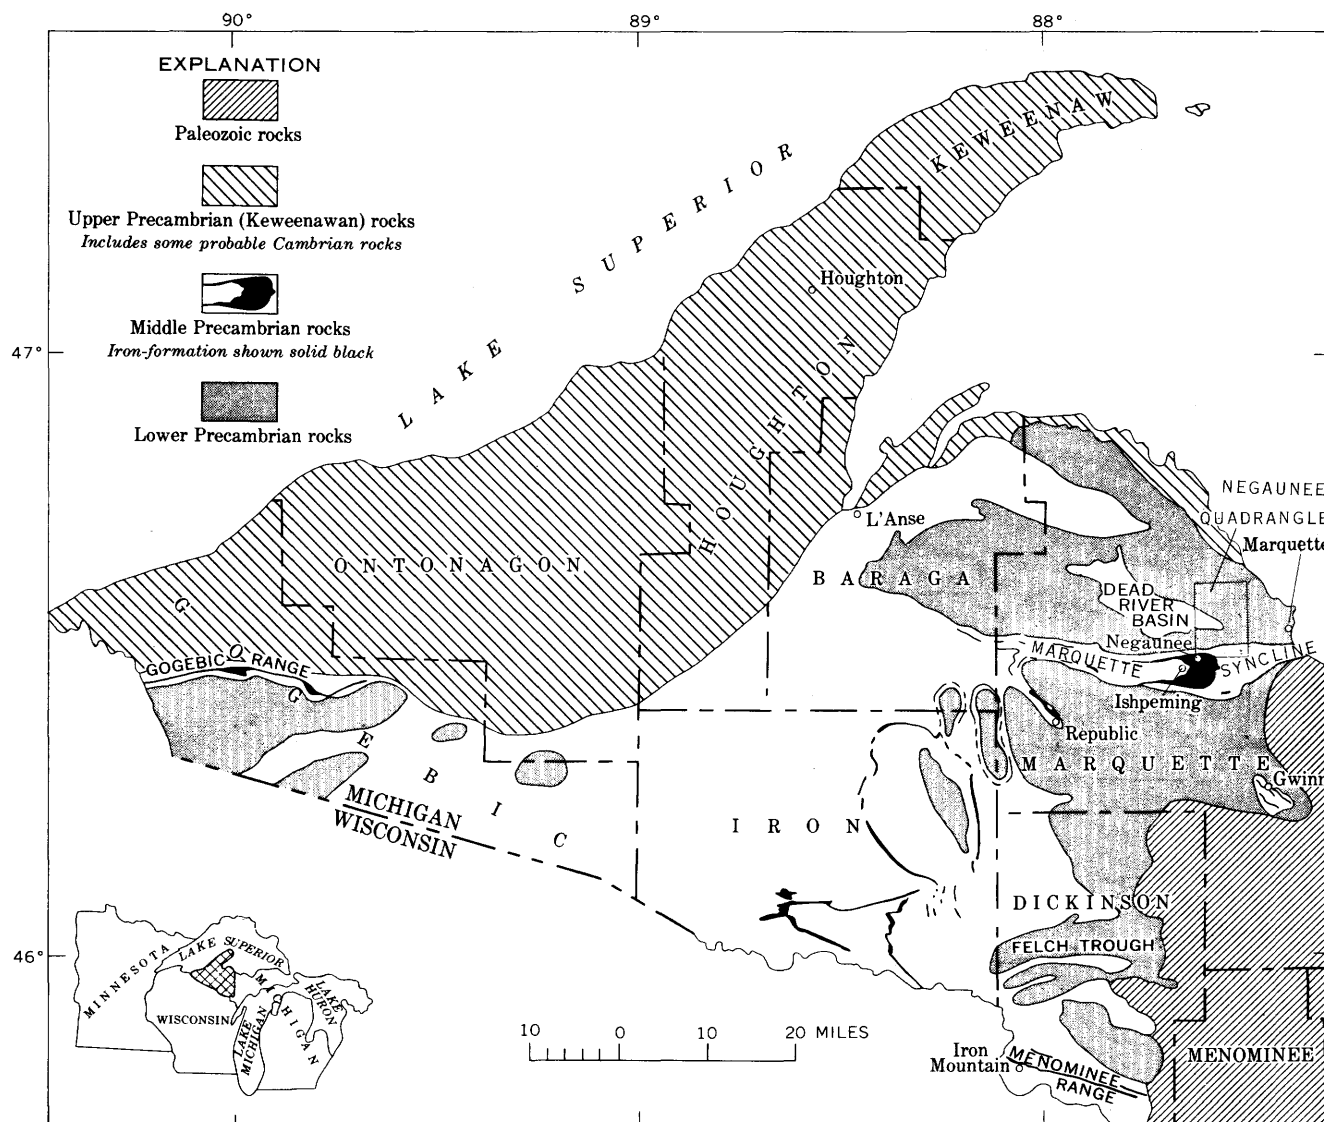 90°
89°
88°
EXPLANATION
Paleozoic rocks
Upper Precambrian (Keweenawan) rocks
Includes some probable Cambrian rocks
Middle Precambrian rocks
Iron-formation shown solid black
Lower Precambrian rocks
47°
46°
LAKE SUPERIOR
KEWEENAW
Houghton
HOUGHTON
ONTONAGON
L'Anse
BARAGA
NEGAUNEE
QUADRANGLE
Marquette
DEAD
RIVER
BASIN
Negaunee
MARQUETTE SYNCLINE
Ishpeming
Republic
MARQUETTE
Gwinn
GOGEBIC RANGE
GOGEBIC
MICHIGAN
WISCONSIN
IRON
DICKINSON
FELCH TROUGH
Iron
Mountain
MENOMINEE
RANGE
MENOMINEE
MINNESOTA
LAKE SUPERIOR
WISCONSIN
LAKE
MICHIGAN
MICHIGAN
LAKE
HURON
10 0 10 20 MILES